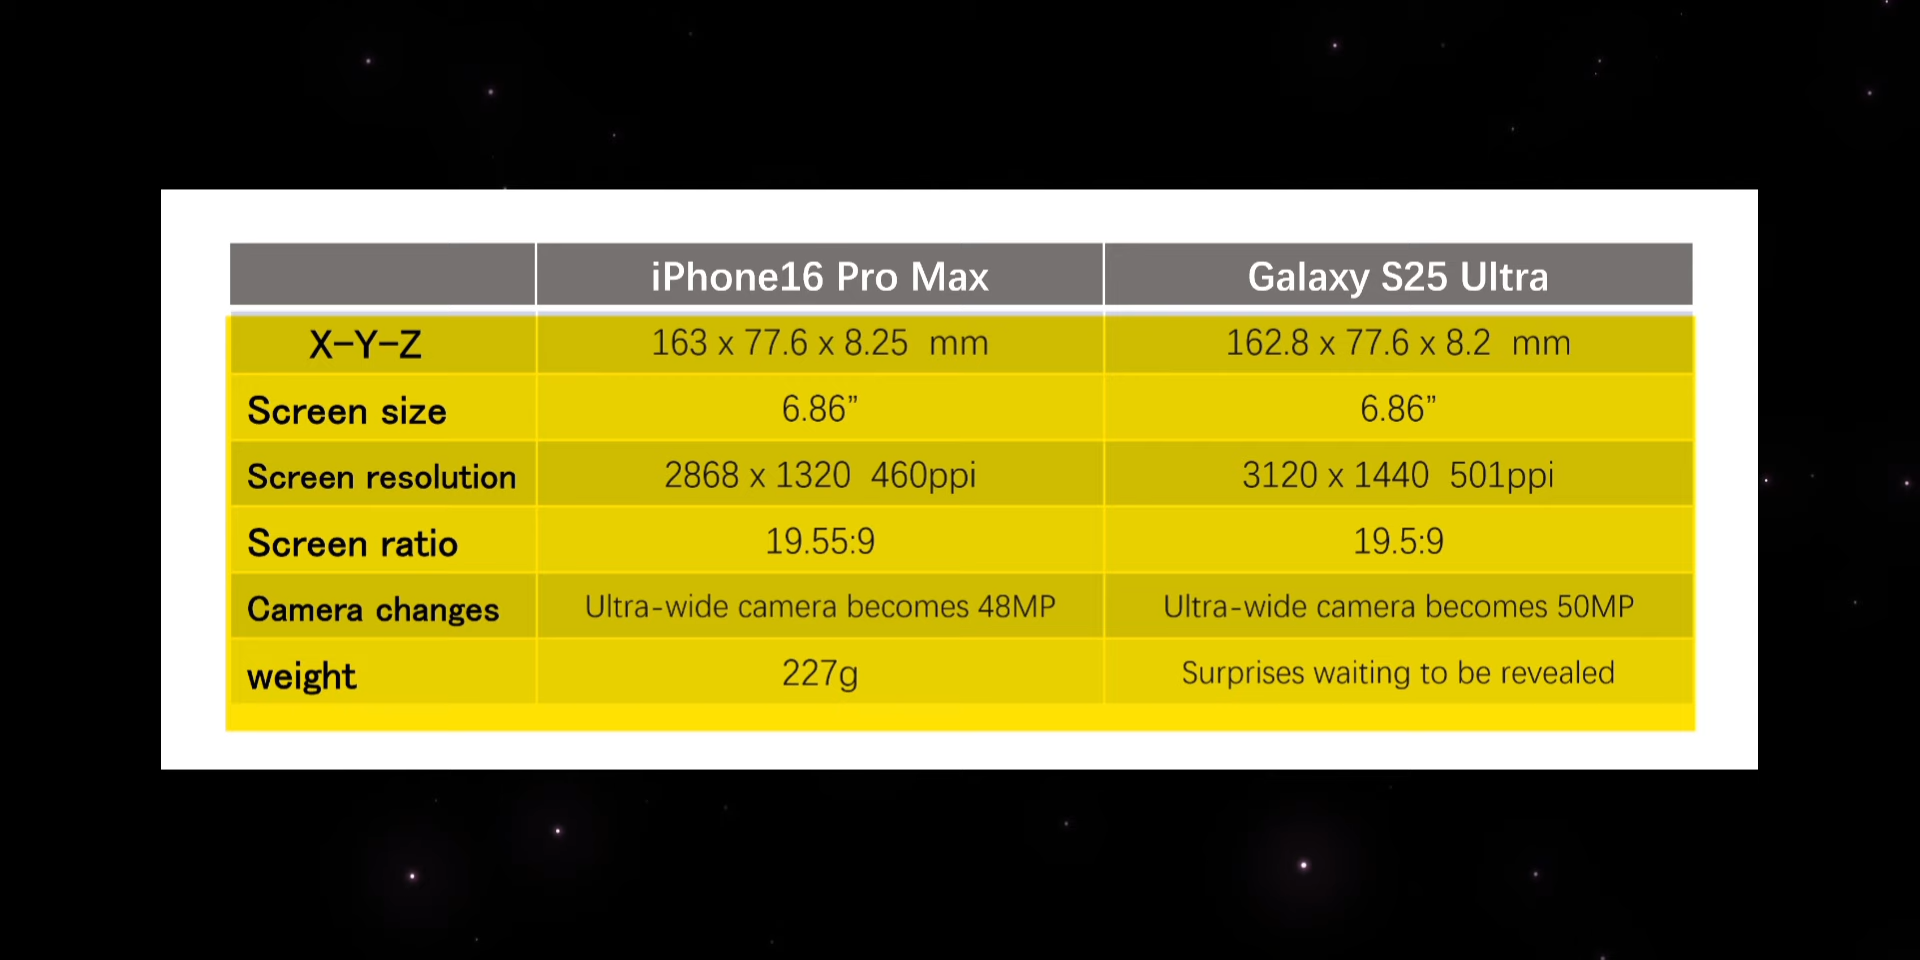 iPhone16 Pro Max Galaxy S25 Ultra
X-Y-Z 163 x 77.6 x 8.25 mm 162.8 x 77.6 x 8.2 mm
Screen size 6.86” 6.86”
Screen resolution 2868 x 1320 460ppi 3120 x 1440 501ppi
Screen ratio 19.55:9 19.5:9
Camera changes Ultra-wide camera becomes 48MP Ultra-wide camera becomes 50MP
weight 227g Surprises waiting to be revealed